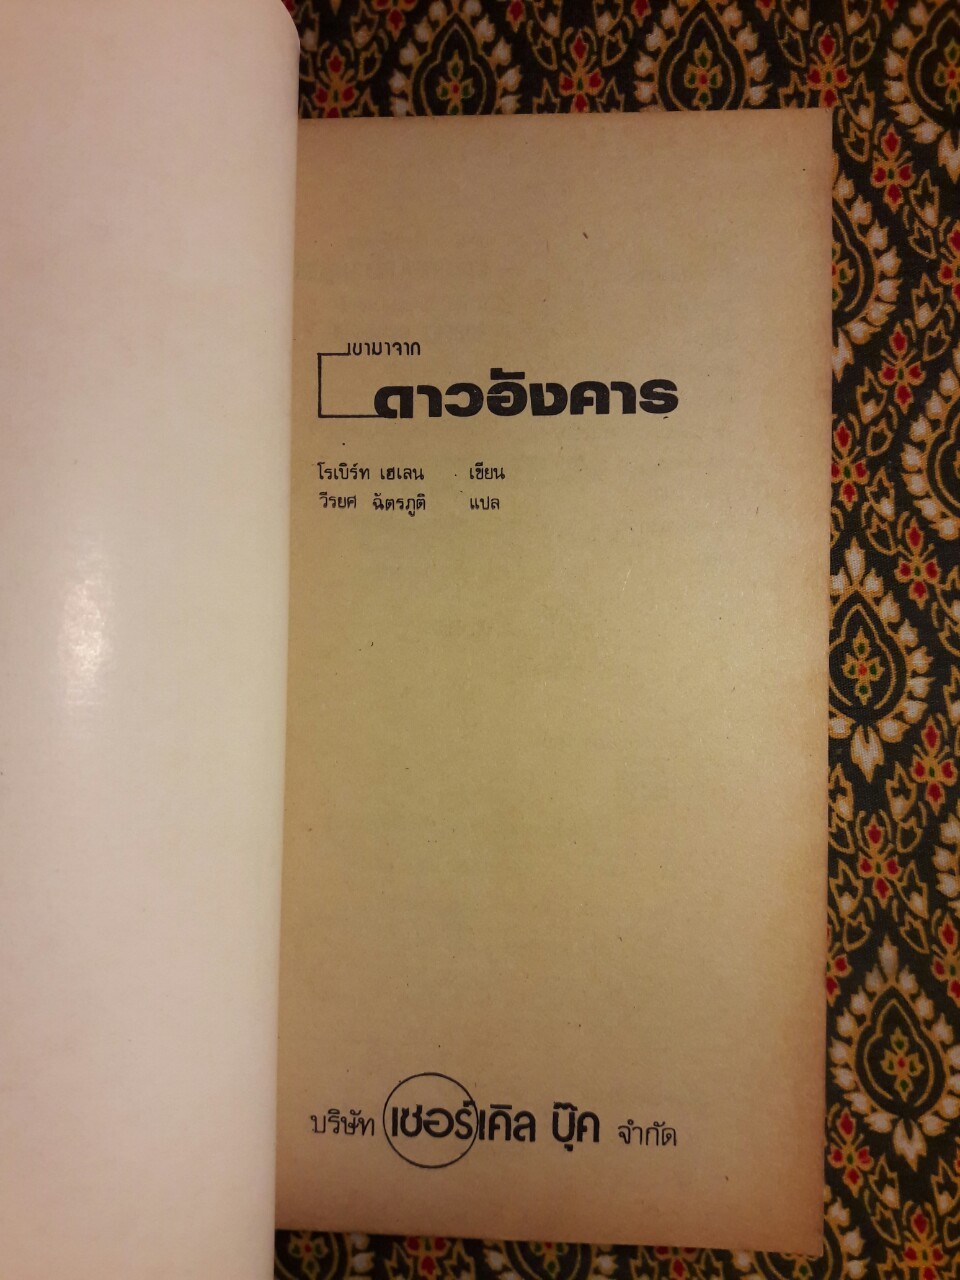 เขามาจาก
ดาวอังคาร
โรเบิร์ท เฮเลน เขียน
วีรยศ ฉัตรภูติ แปล
บริษัท เซอร์เคิล บุ๊ค จำกัด